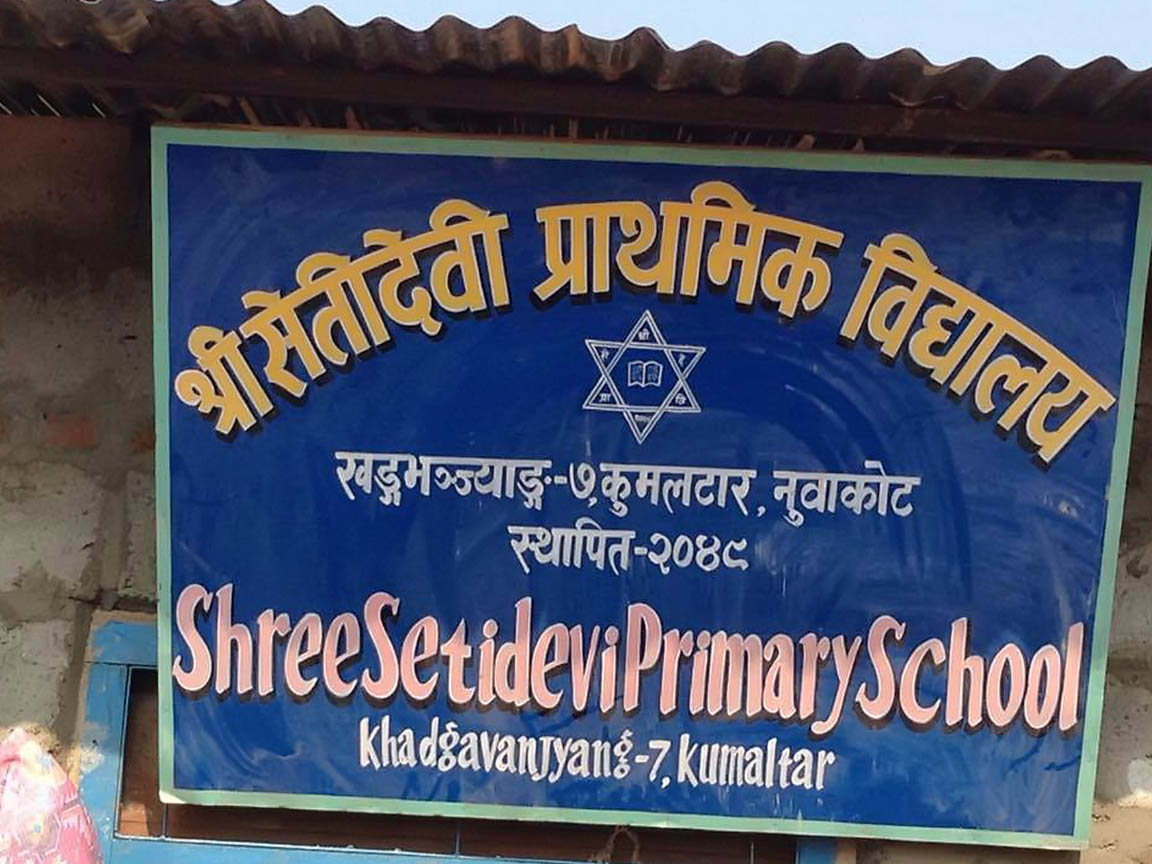 श्री सेतीदेवी प्राथमिक विद्यालय
श्री
से
दे
प्रा
वि
खड्गभञ्ज्याङ्ग-७, कुमलटार, नुवाकोट
स्थापित-२०४९
Shree Setidevi Primary School
Khadgavanjyang-7, Kumaltar